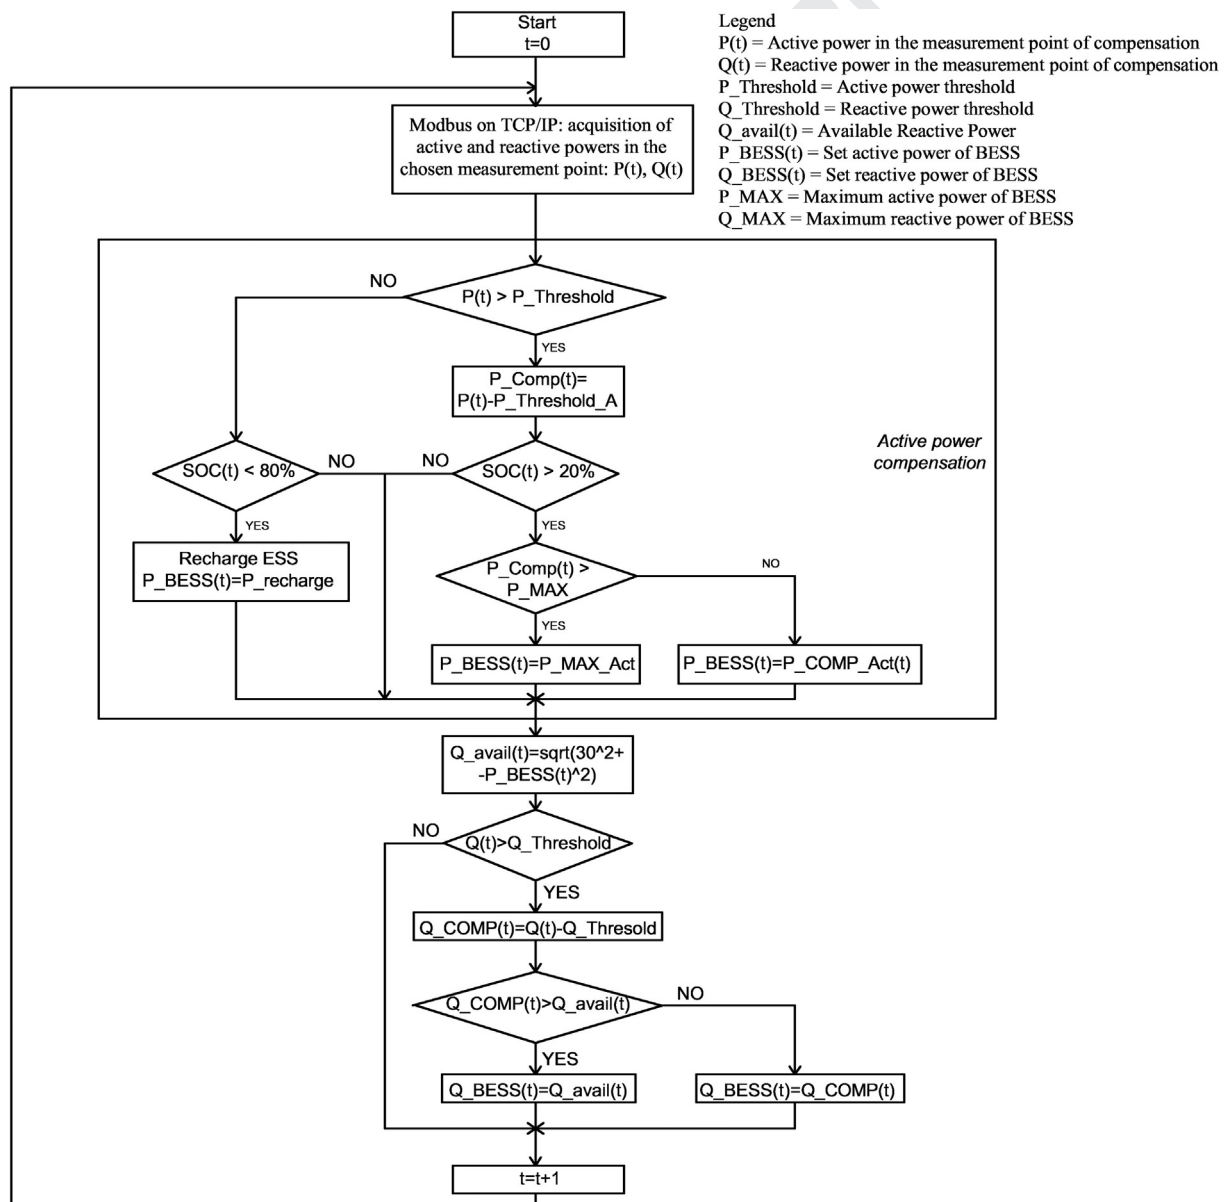 Start
t=0
Legend
P(t) = Active power in the measurement point of compensation
Q(t) = Reactive power in the measurement point of compensation
P_Threshold = Active power threshold
Q_Threshold = Reactive power threshold
Q_avail(t) = Available Reactive Power
P_BESS(t) = Set active power of BESS
Q_BESS(t) = Set reactive power of BESS
P_MAX = Maximum active power of BESS
Q_MAX = Maximum reactive power of BESS
Modbus on TCP/IP: acquisition of
active and reactive powers in the
chosen measurement point: P(t), Q(t)
P(t) > P_Threshold
NO
YES
P_Comp(t)=
P(t)-P_Threshold_A
Active power
compensation
SOC(t) < 80%
NO
NO
SOC(t) > 20%
YES
YES
Recharge ESS
P_BESS(t)=P_recharge
P_Comp(t) >
P_MAX
NO
YES
P_BESS(t)=P_MAX_Act
P_BESS(t)=P_COMP_Act(t)
Q_avail(t)=sqrt(30^2+
-P_BESS(t)^2)
NO
Q(t)>Q_Threshold
YES
Q_COMP(t)=Q(t)-Q_Thresold
Q_COMP(t)>Q_avail(t)
NO
YES
Q_BESS(t)=Q_avail(t)
Q_BESS(t)=Q_COMP(t)
t=t+1